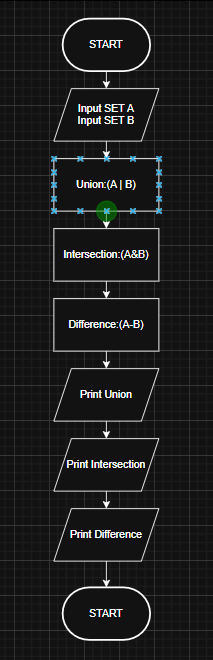 START
Input SET A
Input SET B
Union:(A | B)
Intersection:(A&B)
Difference:(A-B)
Print Union
Print Intersection
Print Difference
START